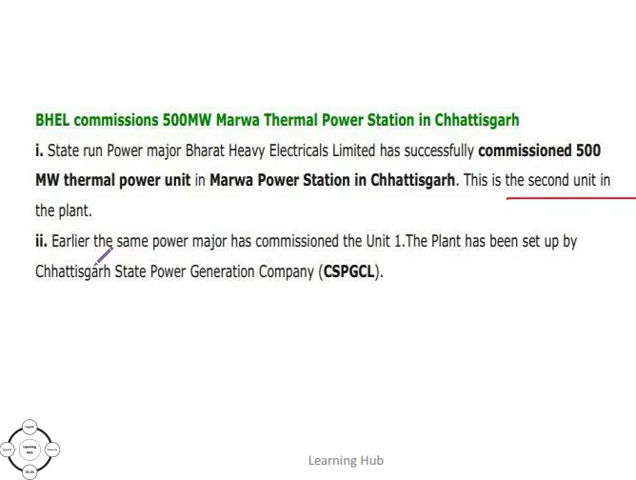 BHEL commissions 500MW Marwa Thermal Power Station in Chhattisgarh
i. State run Power major Bharat Heavy Electricals Limited has successfully commissioned 500
MW thermal power unit in Marwa Power Station in Chhattisgarh. This is the second unit in
the plant.
ii. Earlier the same power major has commissioned the Unit 1.The Plant has been set up by
Chhattisgarh State Power Generation Company (CSPGCL).
English
Learning
Hub
Learning Hub